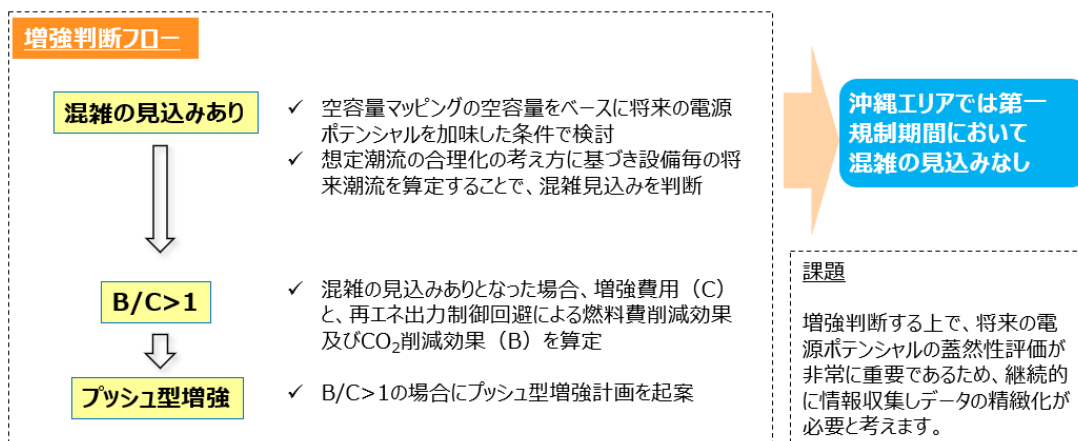 増強判断フロー
混雑の見込みあり
✓ 空容量マッピングの空容量をベースに将来の電源
ポテンシャルを加味した条件で検討
✓ 想定潮流の合理化の考え方に基づき設備毎の将
来潮流を算定することで、混雑見込みを判断
B/C>1
✓ 混雑の見込みありとなった場合、増強費用（C）
と、再エネ出力制御回避による燃料費削減効果
及びCO₂削減効果（B）を算定
プッシュ型増強
✓ B/C>1の場合にプッシュ型増強計画を起案
沖縄エリアでは第一
規制期間において
混雑の見込みなし
課題
増強判断する上で、将来の電
源ポテンシャルの蓋然性評価が
非常に重要であるため、継続的
に情報収集しデータの精緻化が
必要と考えます。